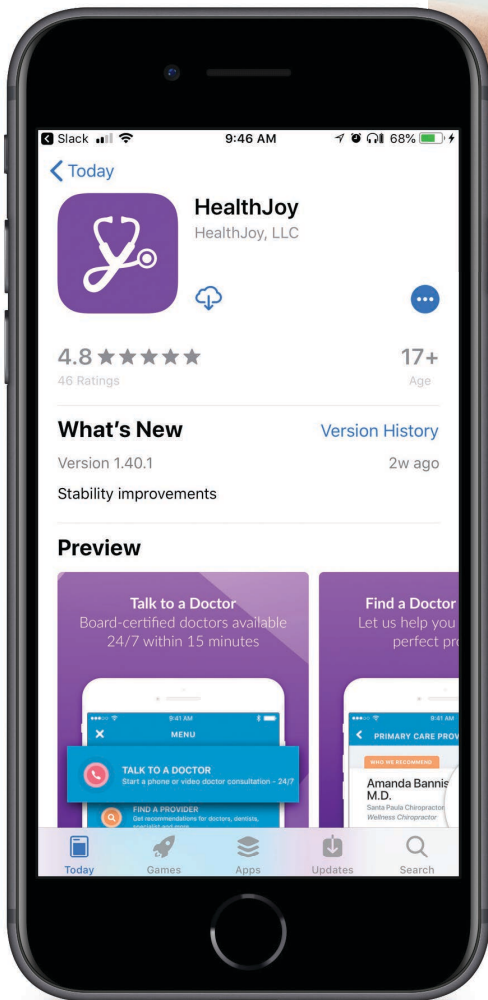 Slack 9:46 AM 68%
Today
HealthJoy
HealthJoy, LLC
4.8 ★★★★★ 17+
46 Ratings Age
What's New Version History
Version 1.40.1 2w ago
Stability improvements
Preview
Talk to a Doctor
Board-certified doctors available
24/7 within 15 minutes
9:41 AM
MENU
TALK TO A DOCTOR
Start a phone or video doctor consultation - 24/7
FIND A PROVIDER
Get recommendations for doctors, dentists,
specialist and more
Find a Doctor
Let us help you
perfect pro
9:41 AM
PRIMARY CARE PROV
WHO WE RECOMMEND
Amanda Bannis
M.D.
Santa Paula Chiropractor
Wellness Chiropractor
Today Games Apps Updates Search